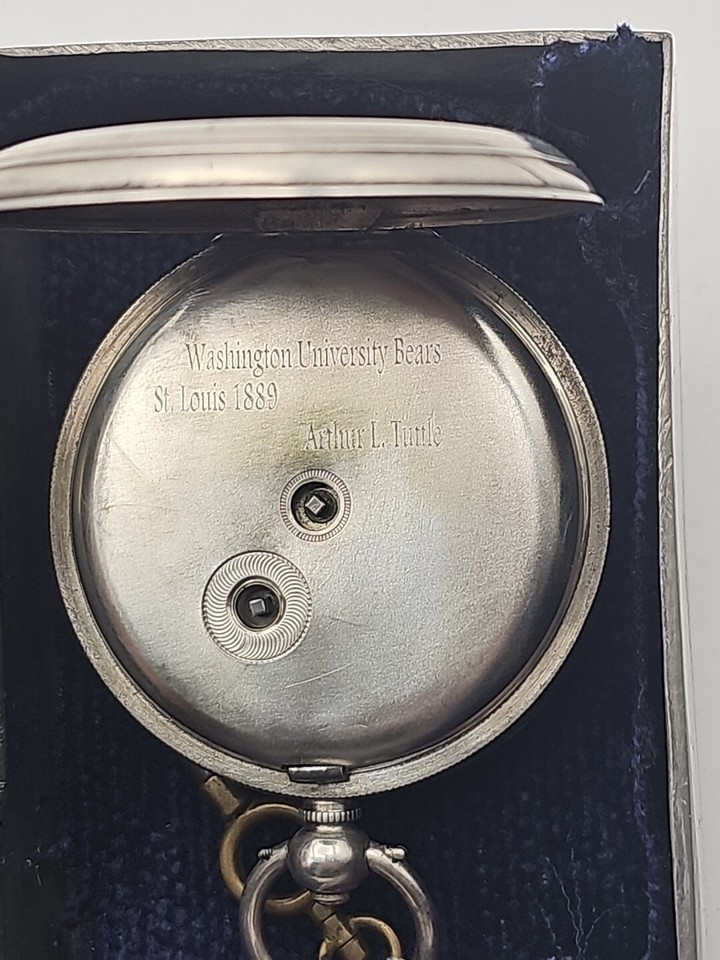 Washington University Bears
St. Louis 1889
Arthur L. Tuttle